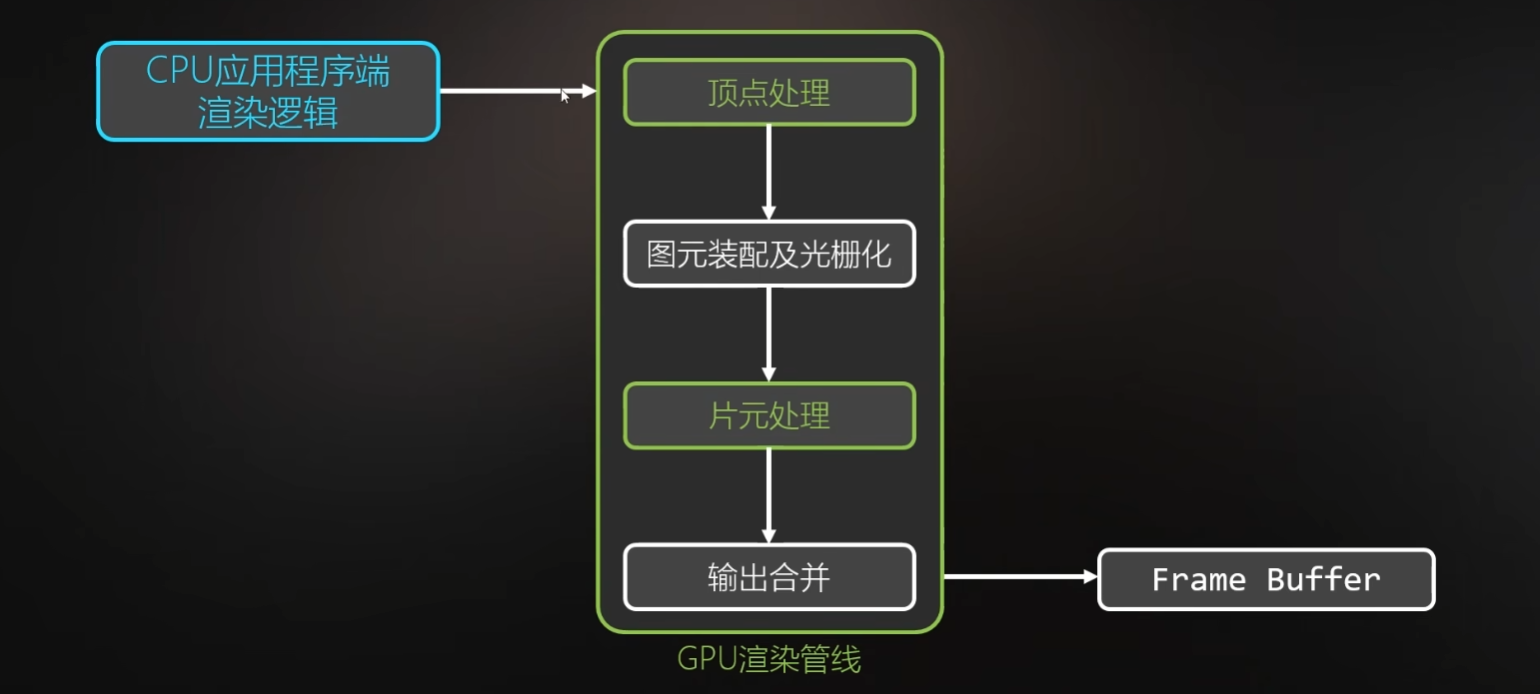 CPU应用程序端
渲染逻辑
顶点处理
图元装配及光栅化
片元处理
输出合并
Frame Buffer
GPU渲染管线